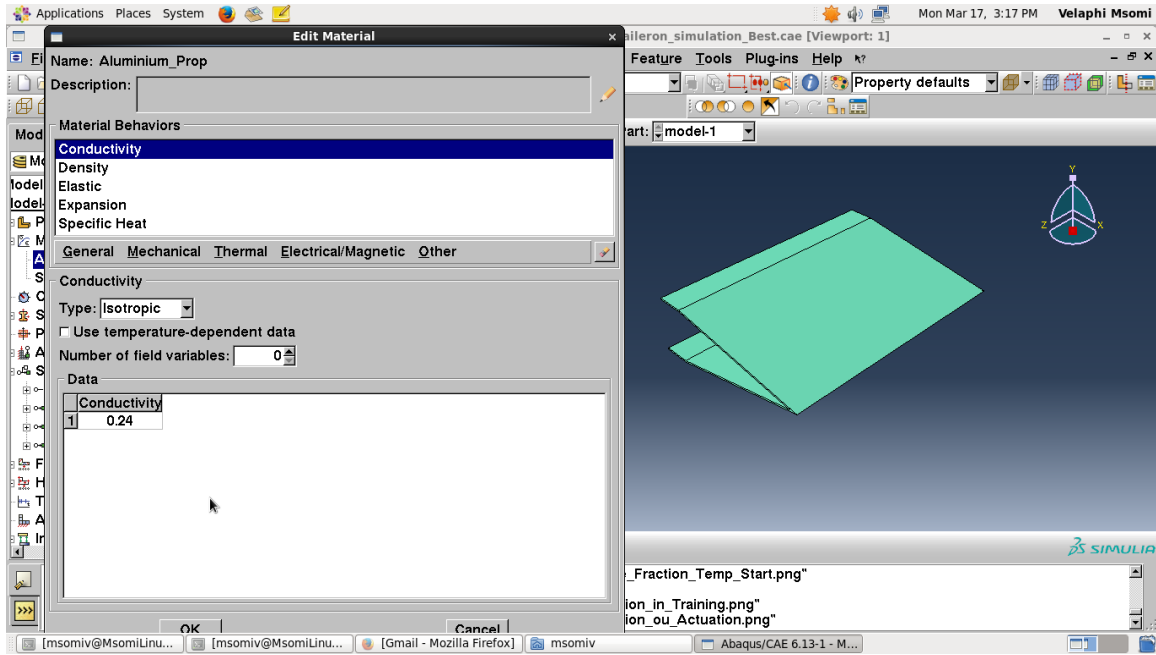 Applications Places System Mon Mar 17, 3:17 PM Velaphi Msomi
Edit Material
aileron_simulation_Best.cae [Viewport: 1]
Fi
Feature Tools Plug-ins Help
Name: Aluminium_Prop
Description:
Property defaults
Material Behaviors
Mod
Part: model-1
Conductivity
Density
Elastic
Expansion
Specific Heat
General Mechanical Thermal Electrical/Magnetic Other
Conductivity
Type: Isotropic
Use temperature-dependent data
Number of field variables: 0
Data
Conductivity
1 0.24
OK Cancel
Y
Z X
SIMULIA
e_Fraction_Temp_Start.png"
ion_in_Training.png"
ion_ou_Actuation.png"
[msomiv@MsomiLinu... [msomiv@MsomiLinu... [Gmail - Mozilla Firefox] msomiv Abaqus/CAE 6.13-1 - M...